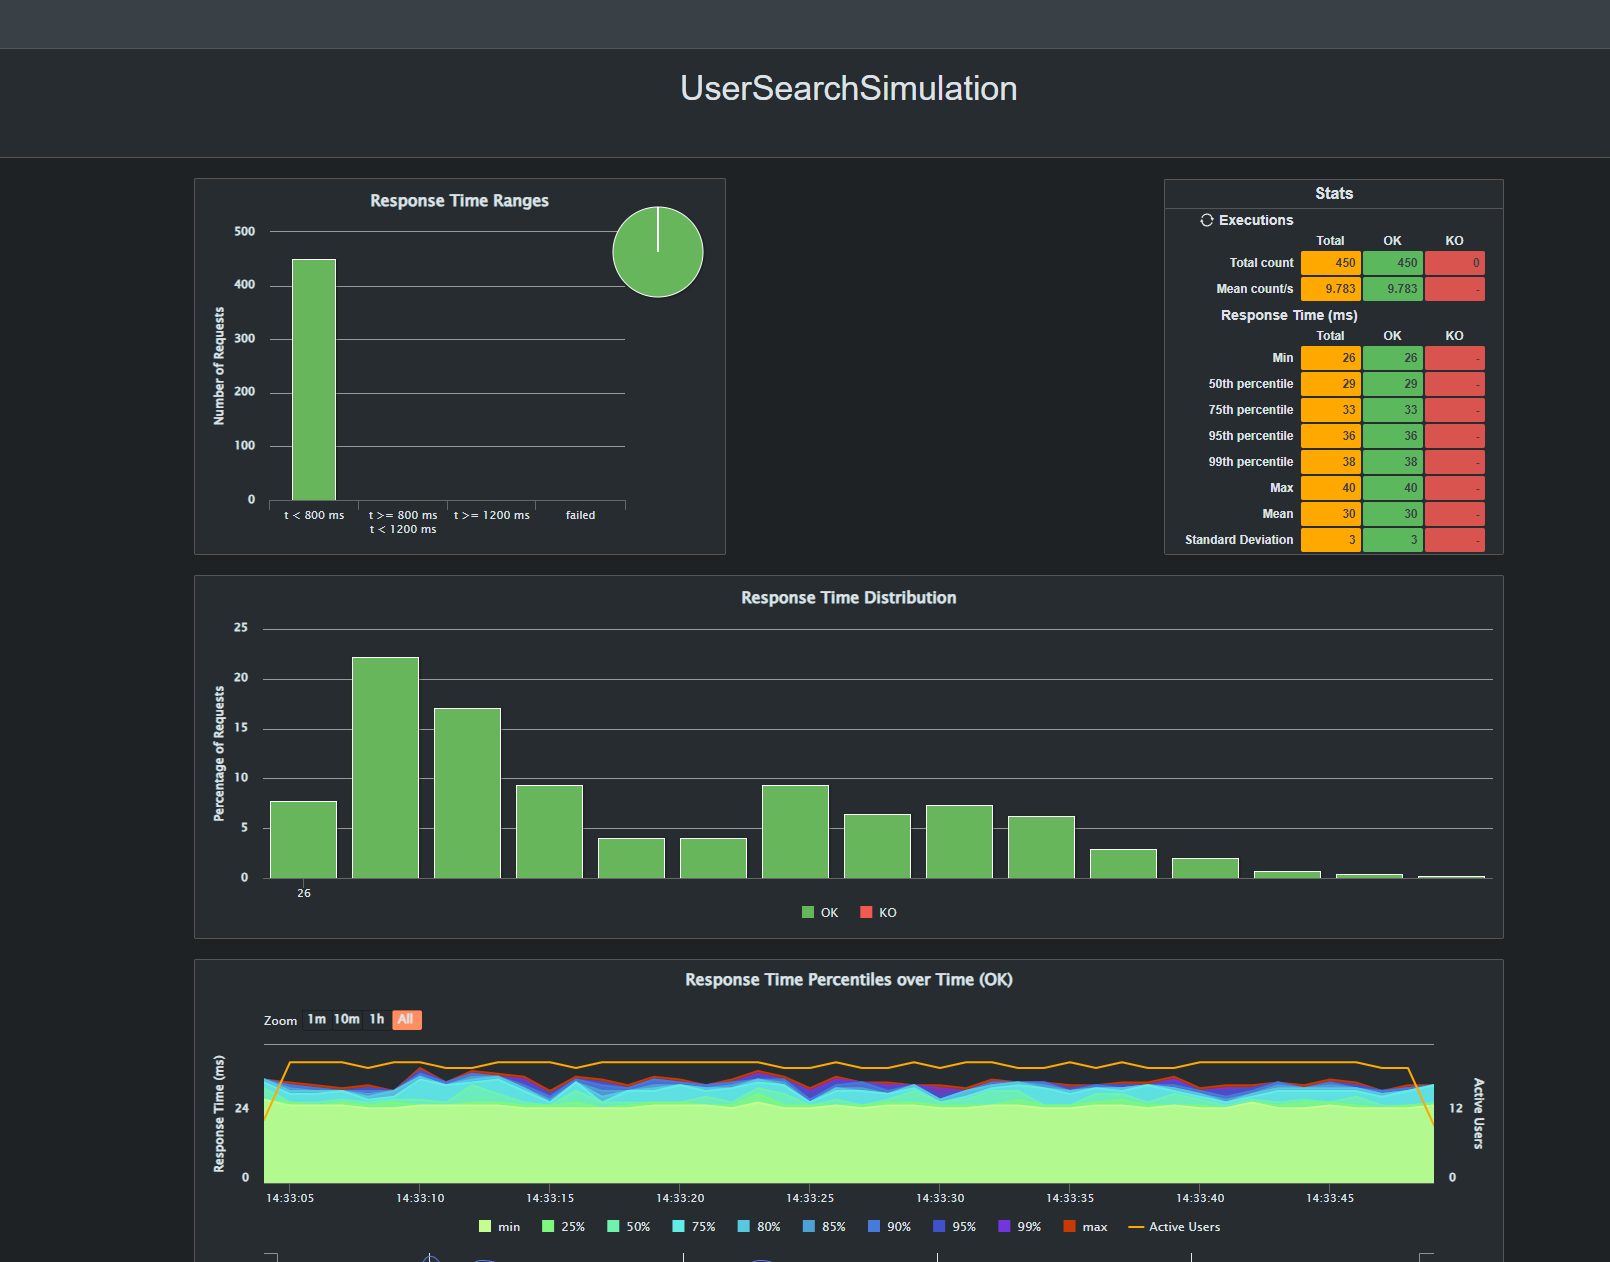 UserSearchSimulation
Response Time Ranges
Number of Requests
500
400
300
200
100
0
t < 800 ms
t >= 800 ms
t < 1200 ms
t >= 1200 ms
failed
Stats
Executions
Total OK KO
Total count 450 450 0
Mean count/s 9.783 9.783 -
Response Time (ms)
Total OK KO
Min 26 26 -
50th percentile 29 29 -
75th percentile 33 33 -
95th percentile 36 36 -
99th percentile 38 38 -
Max 40 40 -
Mean 30 30 -
Standard Deviation 3 3 -
Response Time Distribution
Percentage of Requests
25
20
15
10
5
0
26
OK KO
Response Time Percentiles over Time (OK)
Zoom 1m 10m 1h All
Response Time (ms)
24
0
Active Users
12
0
14:33:05 14:33:10 14:33:15 14:33:20 14:33:25 14:33:30 14:33:35 14:33:40 14:33:45
min 25% 50% 75% 80% 85% 90% 95% 99% max Active Users